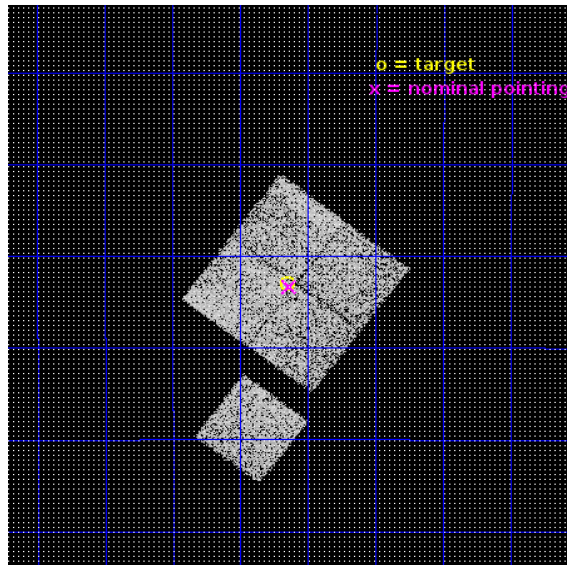 o = target
x = nominal pointing